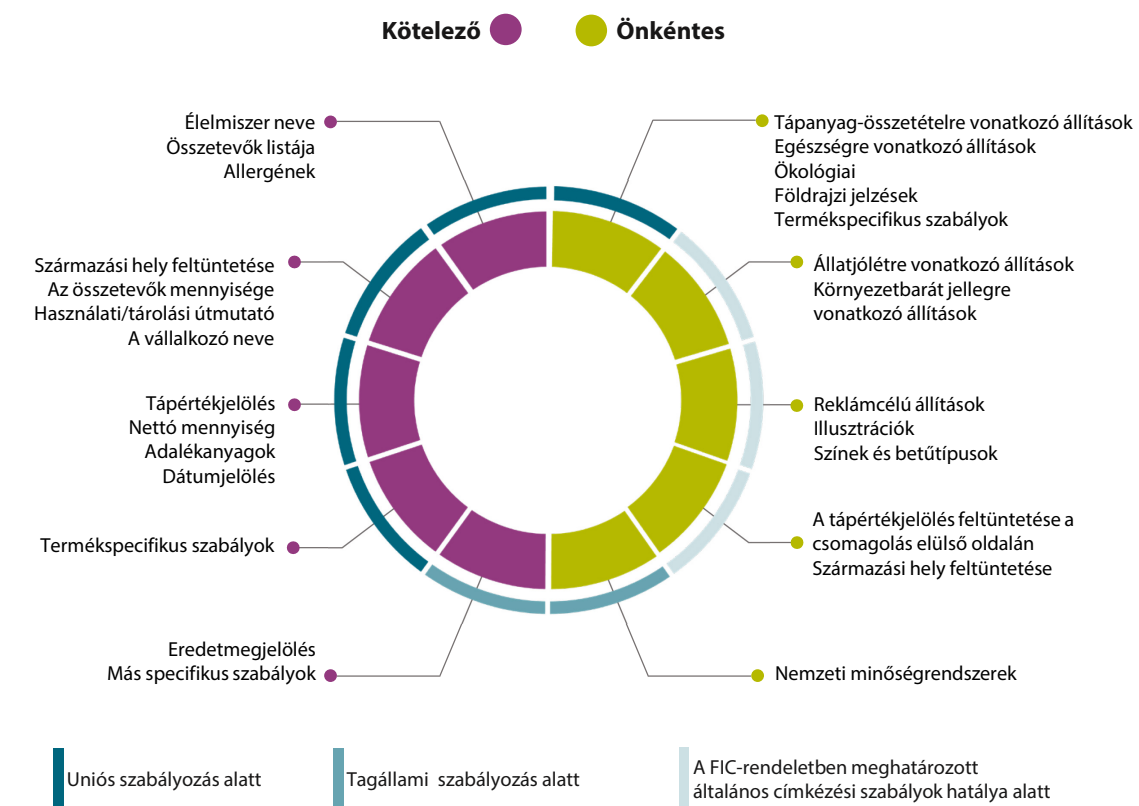 Kötelező
Önkéntes
Élelmiszer neve
Összetevők listája
Allergének
Származási hely feltüntetése
Az összetevők mennyisége
Használati/tárolási útmutató
A vállalkozó neve
Tápértékjelölés
Nettó mennyiség
Adalékanyagok
Dátumjelölés
Termékspecifikus szabályok
Eredetmegjelölés
Más specifikus szabályok
Tápanyag-összetételre vonatkozó állítások
Egészségre vonatkozó állítások
Ökológiai
Földrajzi jelzések
Termékspecifikus szabályok
Állatjólétre vonatkozó állítások
Környezetbarát jellegre
vonatkozó állítások
Reklámcélú állítások
Illusztrációk
Színek és betűtípusok
A tápértékjelölés feltüntetése a
csomagolás elülső oldalán
Származási hely feltüntetése
Nemzeti minőségrendszerek
Uniós szabályozás alatt
Tagállami szabályozás alatt
A FIC-rendeletben meghatározott
általános címkézési szabályok hatálya alatt